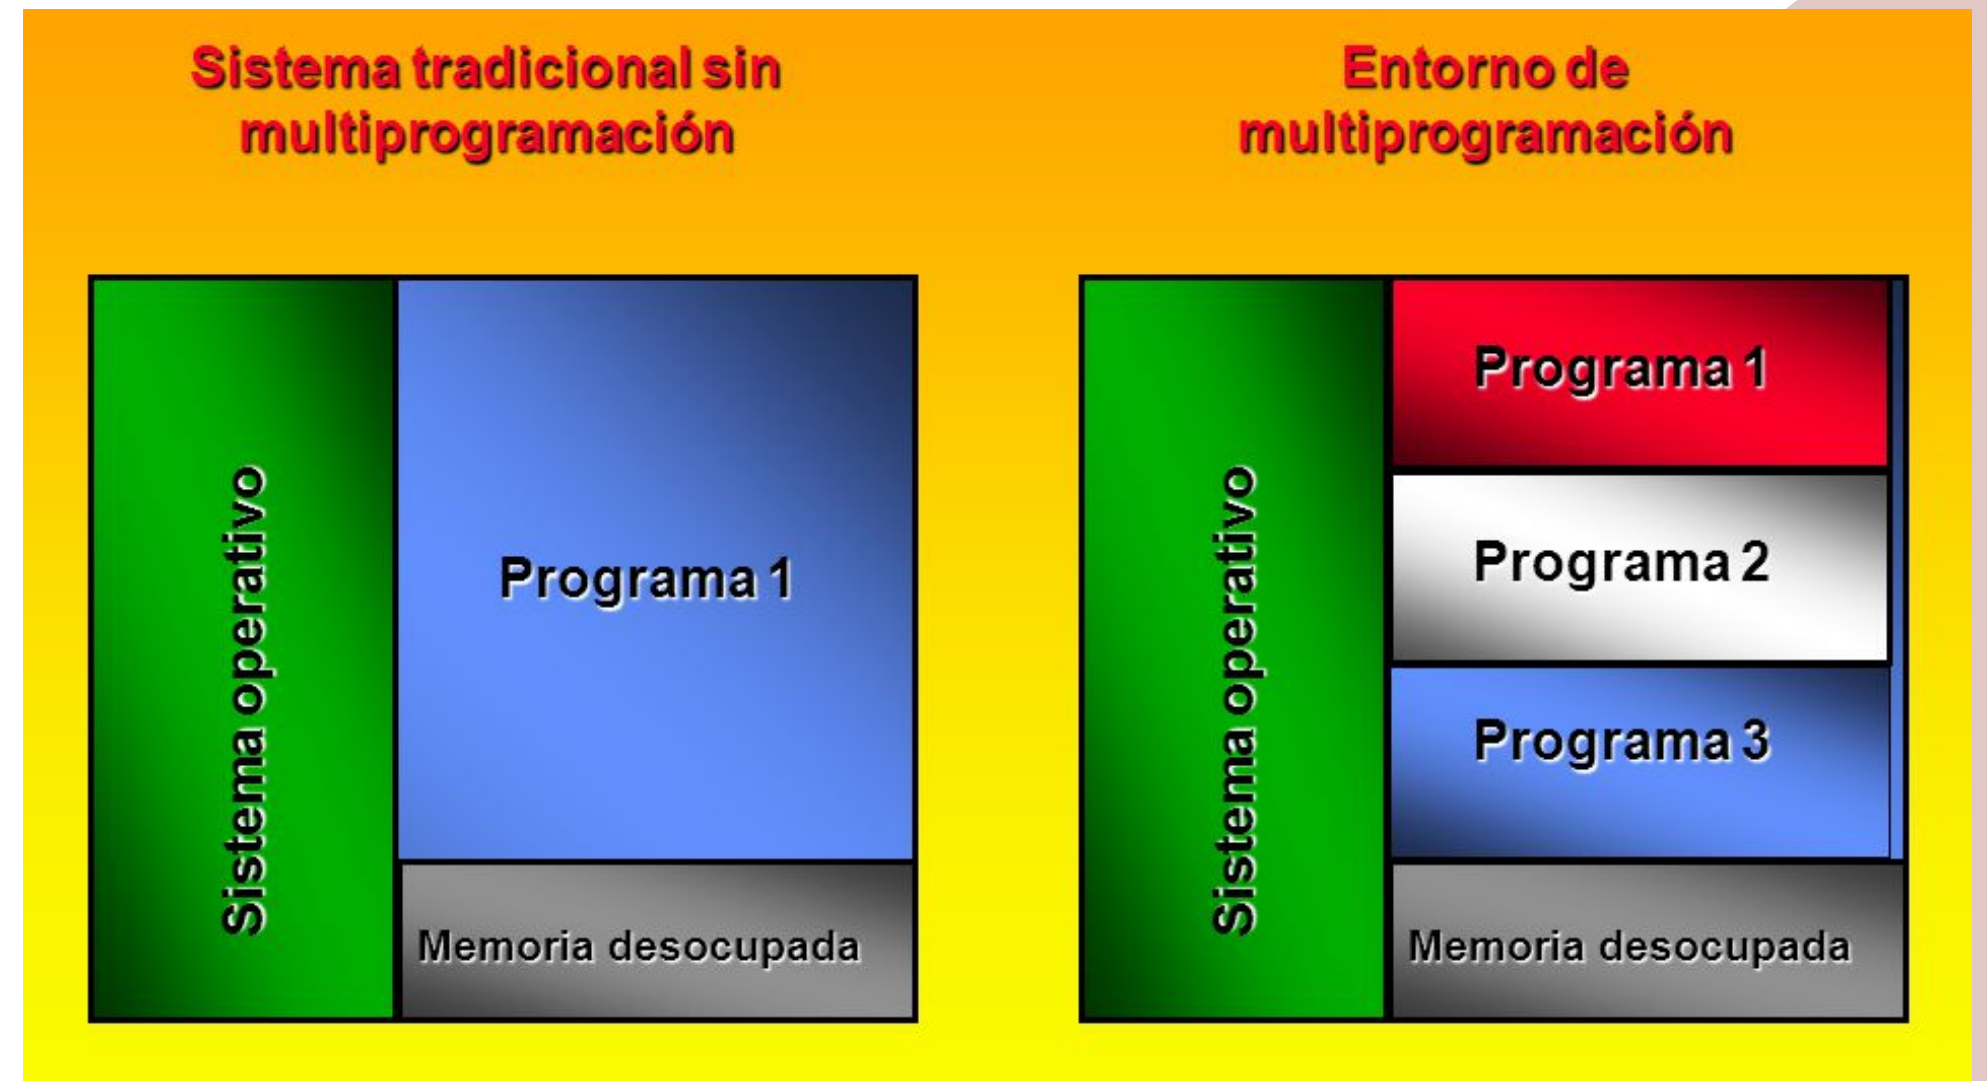 Sistema tradicional sin
multiprogramación
Sistema operativo
Programa 1
Memoria desocupada
Entorno de
multiprogramación
Sistema operativo
Programa 1
Programa 2
Programa 3
Memoria desocupada